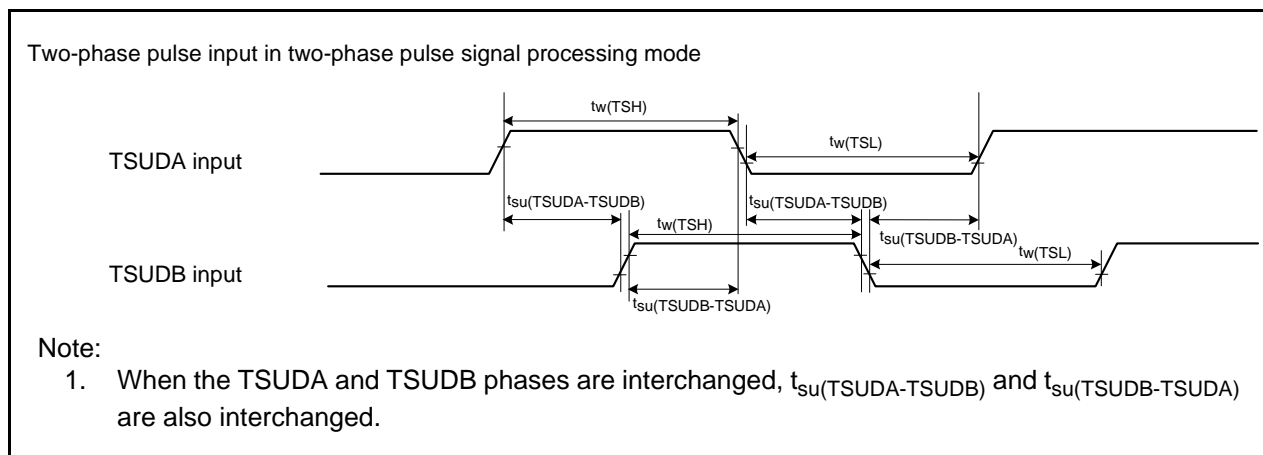 Two-phase pulse input in two-phase pulse signal processing mode
tw(TSH)
TSUDA input
tw(TSL)
tsu(TSUDA-TSUDB)
tsu(TSUDA-TSUDB)
tw(TSH)
tsu(TSUDB-TSUDA)
tw(TSL)
TSUDB input
tsu(TSUDB-TSUDA)
Note:
1. When the TSUDA and TSUDB phases are interchanged, tsu(TSUDA-TSUDB) and tsu(TSUDB-TSUDA)
are also interchanged.